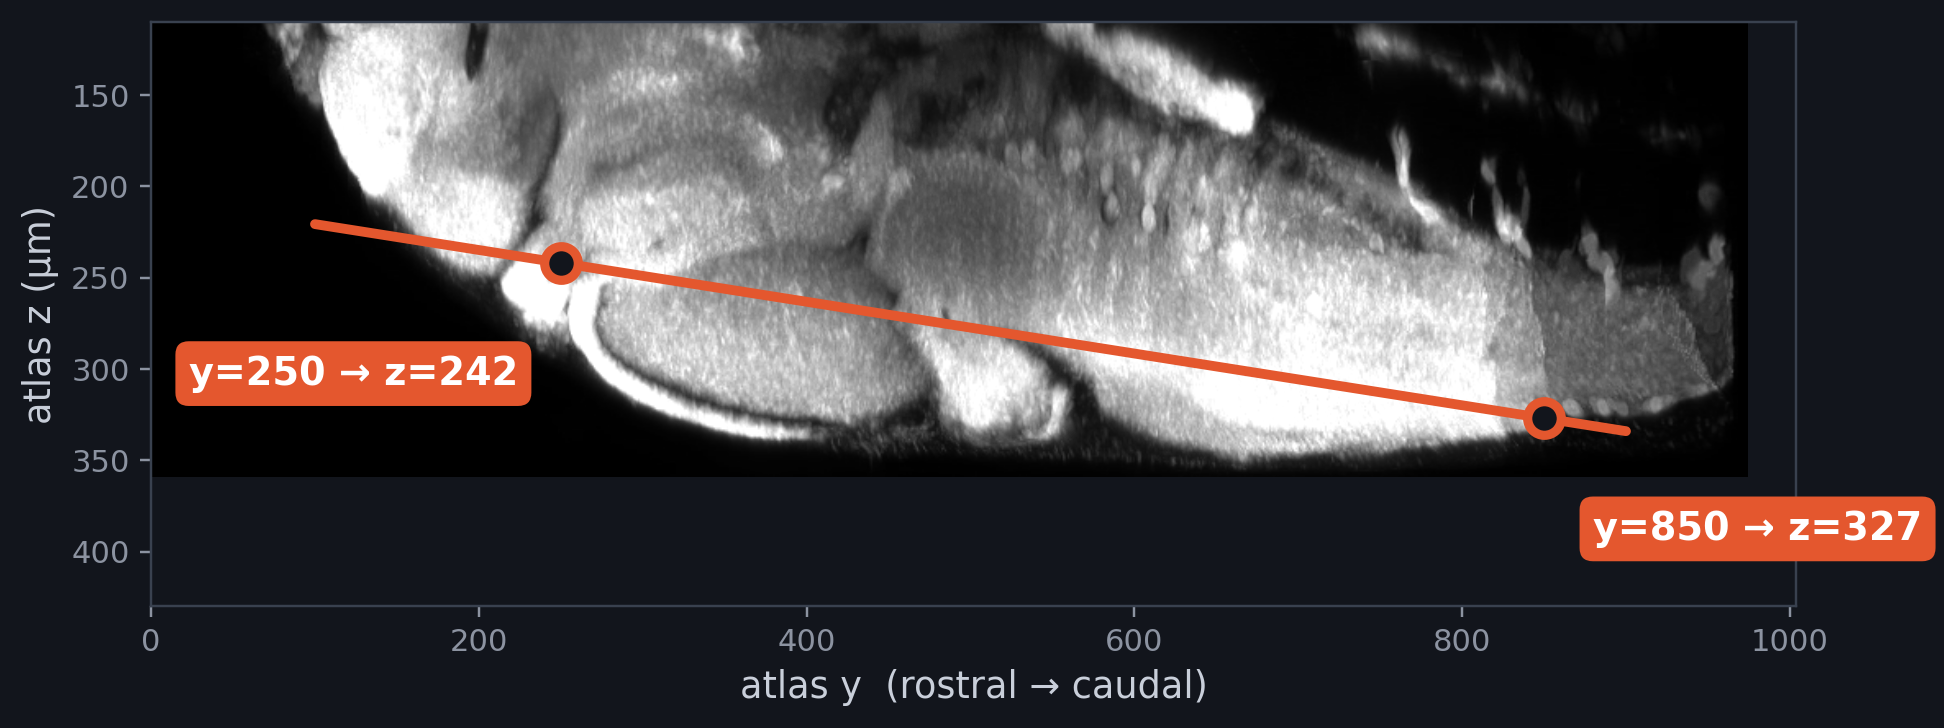 150
200
250
300
350
400
atlas z (µm)
y=250 → z=242
y=850 → z=327
0 200 400 600 800 1000
atlas y (rostral → caudal)